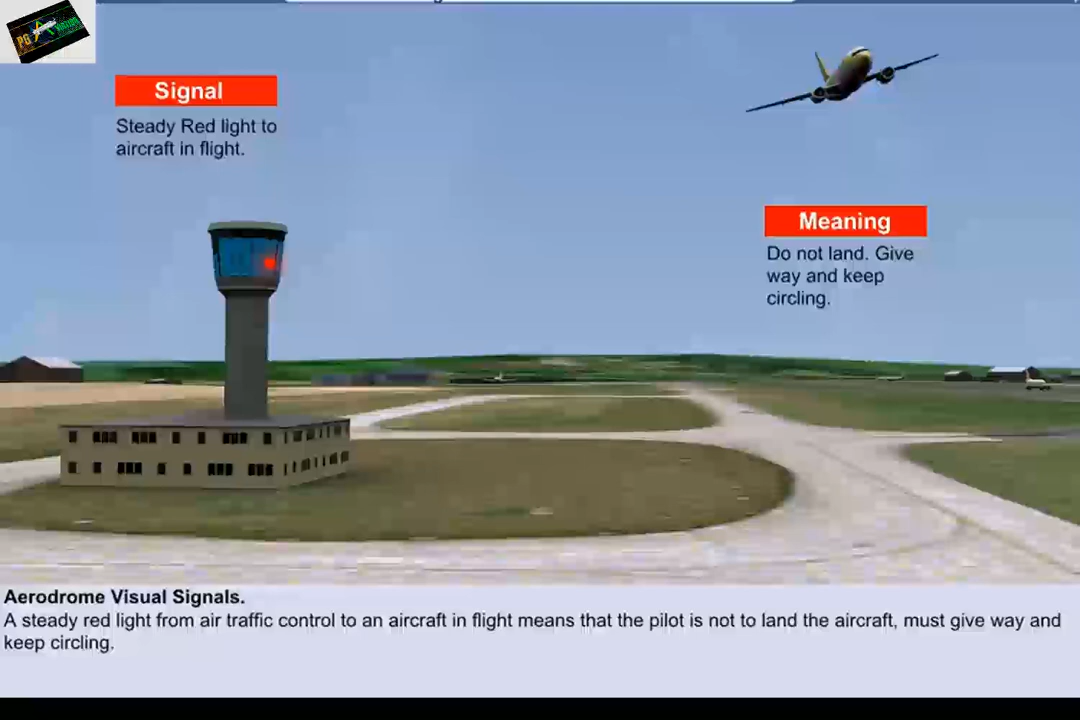 Signal
Steady Red light to
aircraft in flight.
Meaning
Do not land. Give
way and keep
circling.
Aerodrome Visual Signals.
A steady red light from air traffic control to an aircraft in flight means that the pilot is not to land the aircraft, must give way and
keep circling.